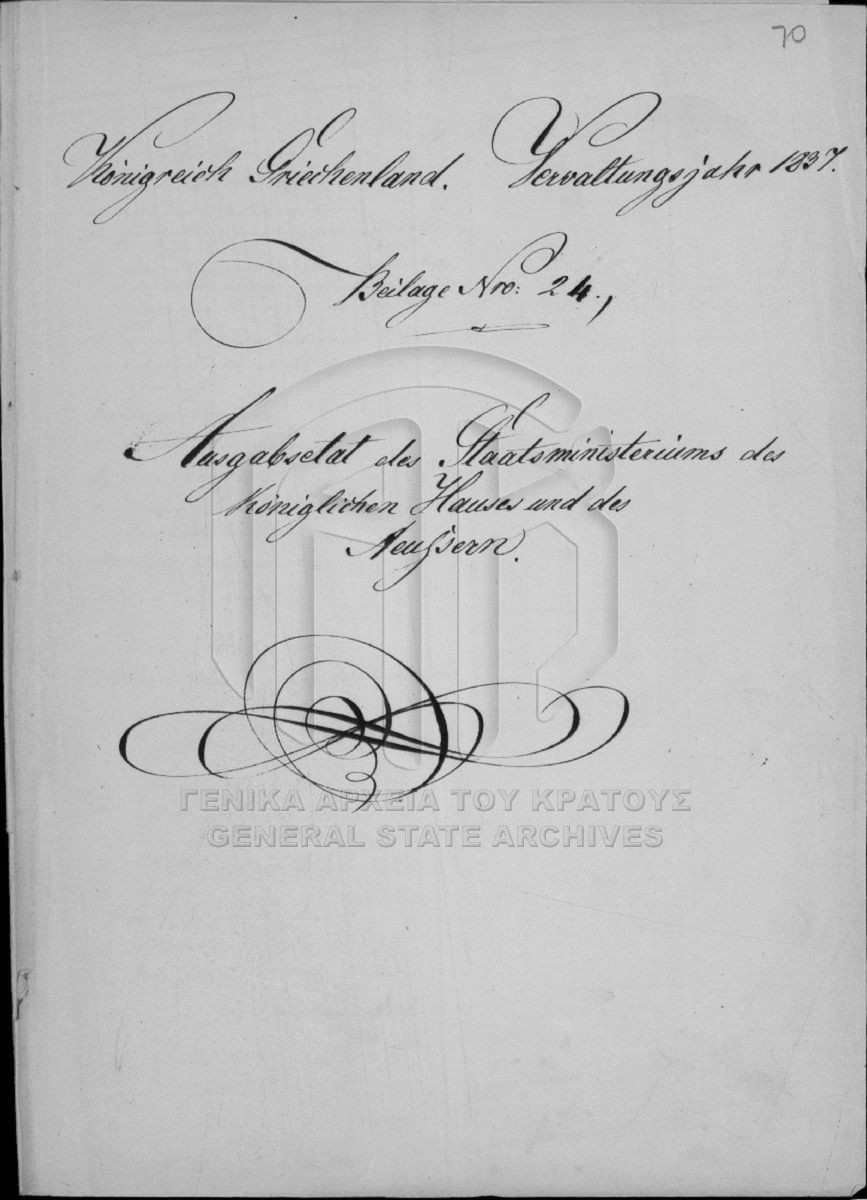 70
Königreich Griechenland. Verwaltungsjahr 1837.
Beilage Nro: 24.,
Ausgabsetat des Staatsministeriums des
Königlichen Hauses und des
Aeußern.
ΓΕΝΙΚΑ ΑΡΧΕΙΑ ΤΟΥ ΚΡΑΤΟΥΣ
GENERAL STATE ARCHIVES